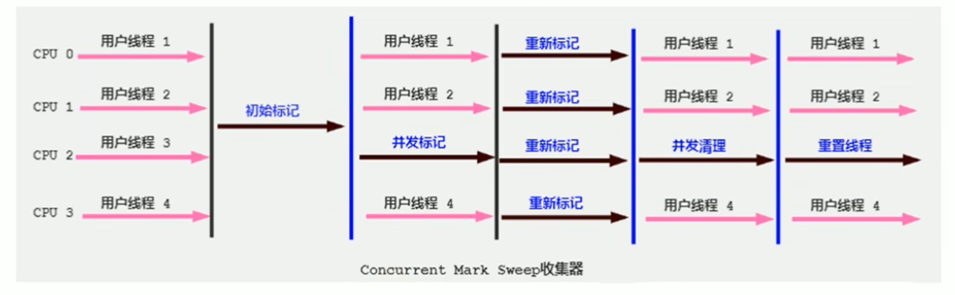 CPU 0 用户线程 1 用户线程 1 重新标记 用户线程 1 用户线程 1
CPU 1 用户线程 2 初始标记 用户线程 2 重新标记 用户线程 2 用户线程 2
CPU 2 用户线程 3 并发标记 重新标记 并发清理 重置线程
CPU 3 用户线程 4 用户线程 4 重新标记 用户线程 4 用户线程 4
Concurrent Mark Sweep收集器